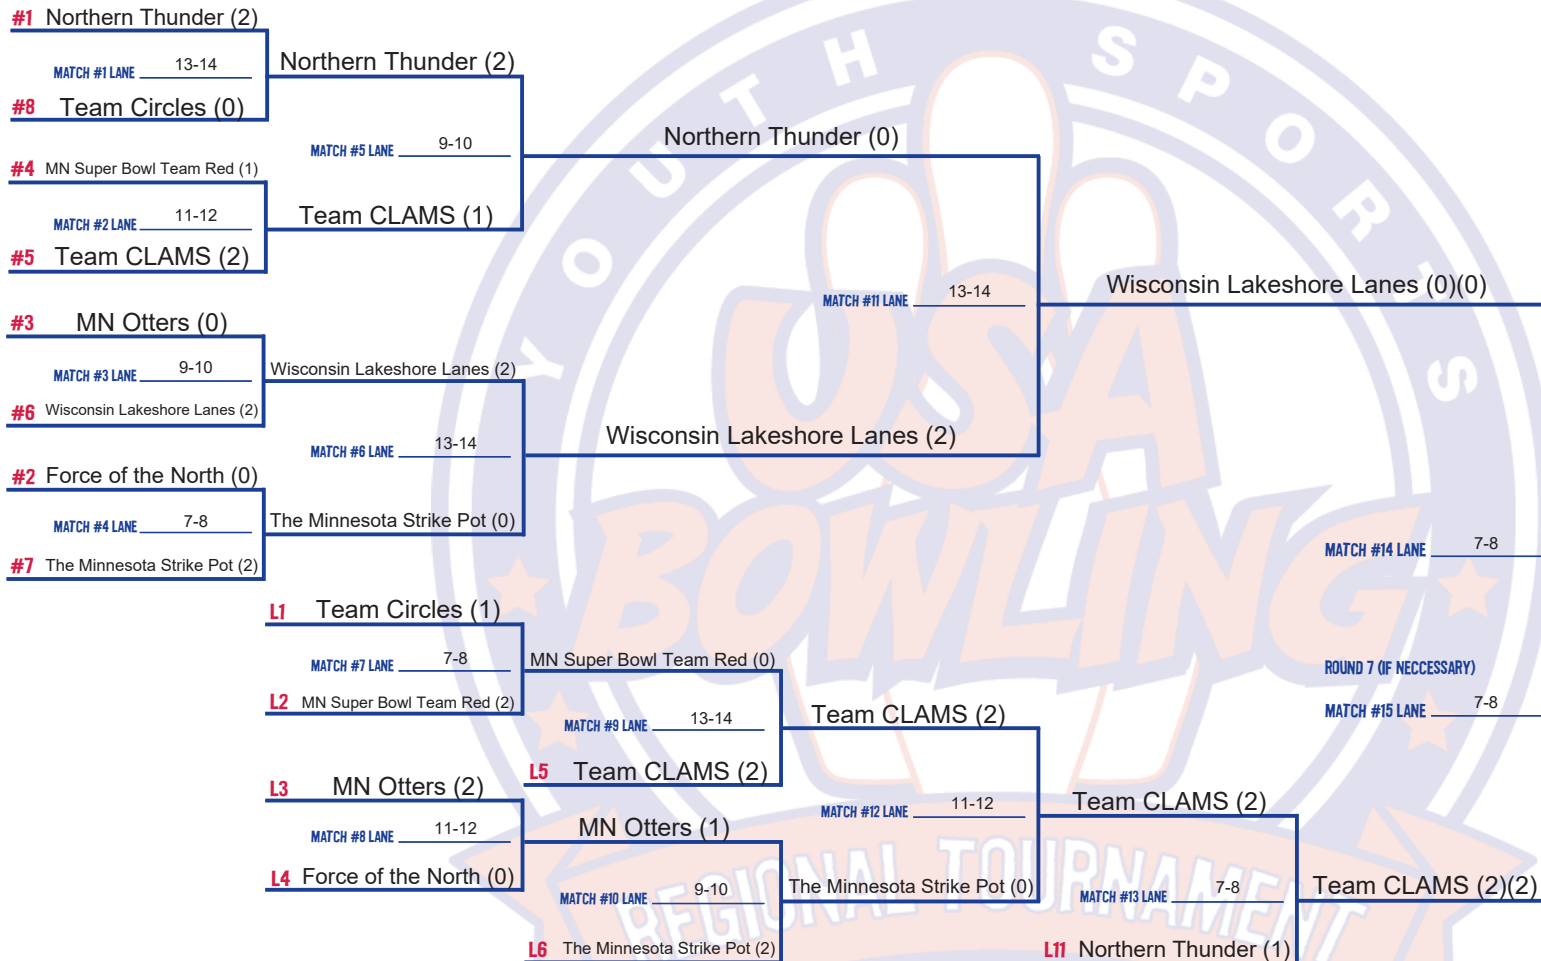 #1 Northern Thunder (2)
MATCH #1 LANE 13-14
Northern Thunder (2)
#8 Team Circles (0)
MATCH #5 LANE 9-10
Northern Thunder (0)
#4 MN Super Bowl Team Red (1)
MATCH #2 LANE 11-12
Team CLAMS (1)
#5 Team CLAMS (2)
MATCH #11 LANE 13-14
Wisconsin Lakeshore Lanes (0)(0)
#3 MN Otters (0)
MATCH #3 LANE 9-10
Wisconsin Lakeshore Lanes (2)
#6 Wisconsin Lakeshore Lanes (2)
MATCH #6 LANE 13-14
Wisconsin Lakeshore Lanes (2)
#2 Force of the North (0)
MATCH #4 LANE 7-8
The Minnesota Strike Pot (0)
#7 The Minnesota Strike Pot (2)
MATCH #14 LANE 7-8
L1 Team Circles (1)
MATCH #7 LANE 7-8
MN Super Bowl Team Red (0)
L2 MN Super Bowl Team Red (2)
ROUND 7 (IF NECCESSARY)
MATCH #15 LANE 7-8
MATCH #9 LANE 13-14
Team CLAMS (2)
L5 Team CLAMS (2)
L3 MN Otters (2)
MATCH #8 LANE 11-12
MN Otters (1)
L4 Force of the North (0)
MATCH #12 LANE 11-12
Team CLAMS (2)
MATCH #10 LANE 9-10
The Minnesota Strike Pot (0)
L6 The Minnesota Strike Pot (2)
MATCH #13 LANE 7-8
Team CLAMS (2)(2)
L11 Northern Thunder (1)
YOUTH SPORTS
USA
BOWLING
REGIONAL TOURNAMENT